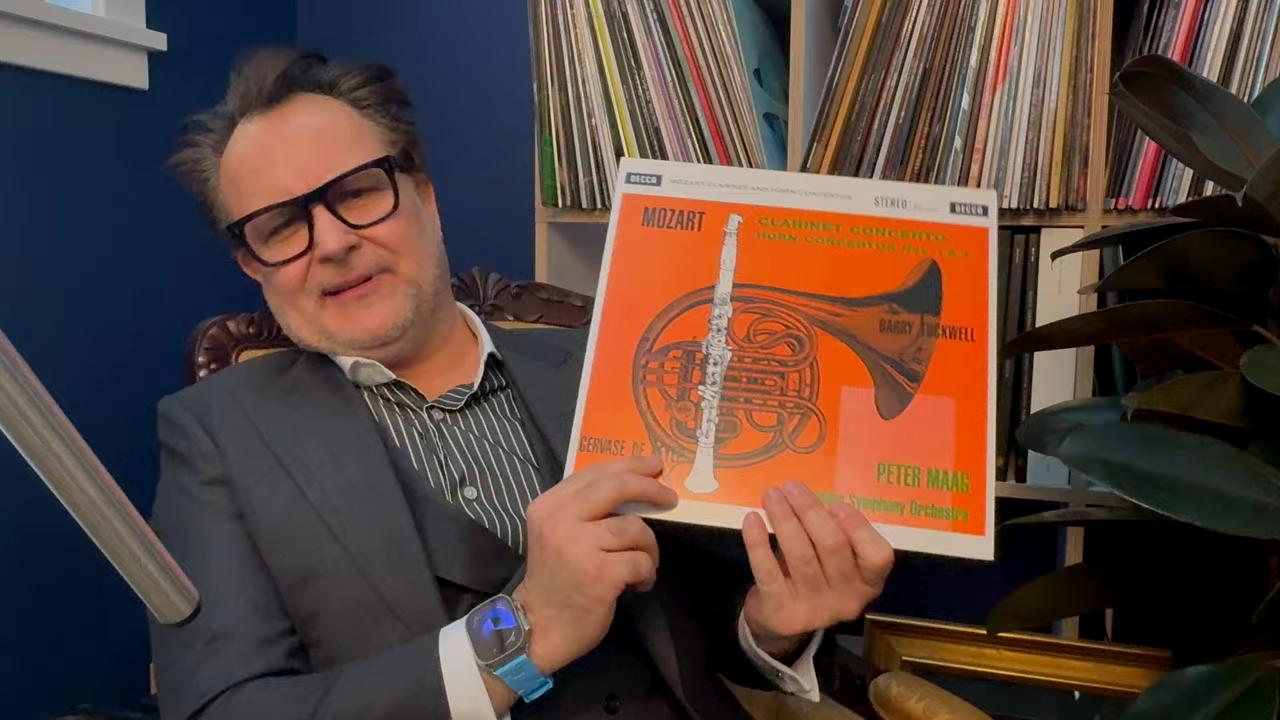 DECCA
MOZART CLARINET AND HORN CONCERTOS
STEREO
DECCA
MOZART
CLARINET CONCERTO
HORN CONCERTOS Nos. 1 & 3
BARRY TUCKWELL
GERVASE DE
PETER MAAG
Symphony Orchestra